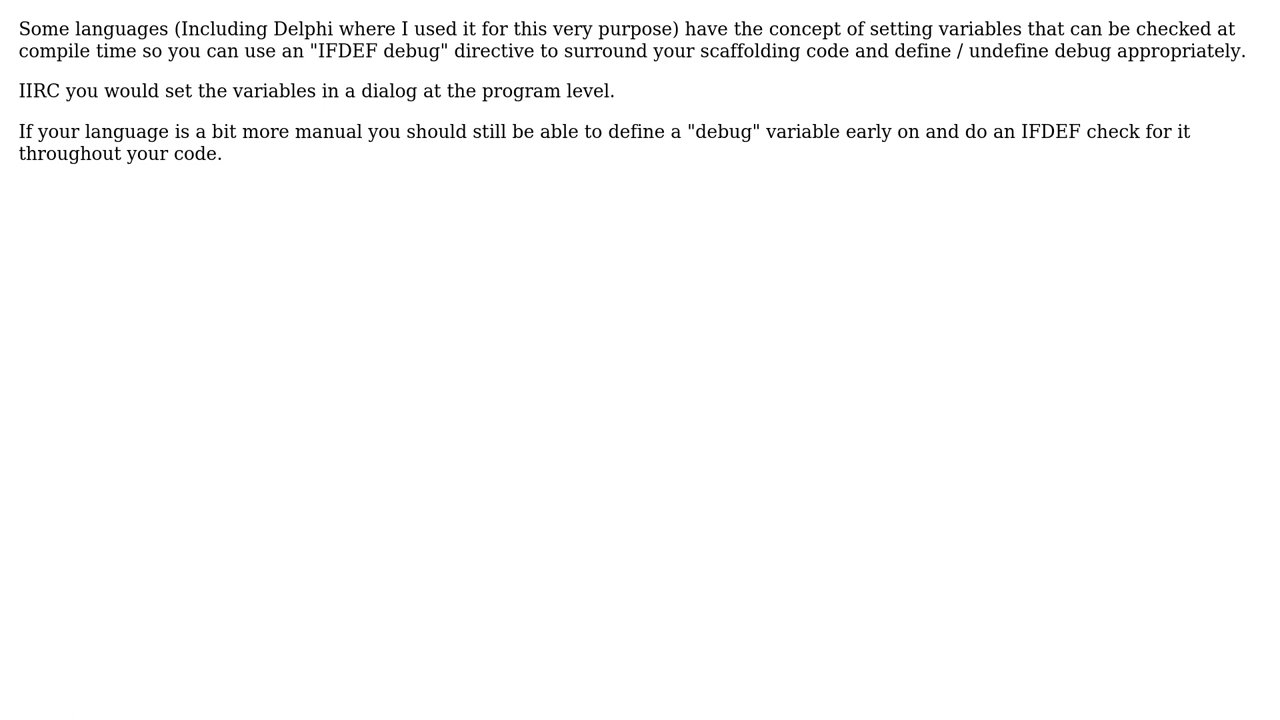 Some languages (Including Delphi where I used it for this very purpose) have the concept of setting variables that can be checked at
compile time so you can use an "IFDEF debug" directive to surround your scaffolding code and define / undefine debug appropriately.
IIRC you would set the variables in a dialog at the program level.
If your language is a bit more manual you should still be able to define a "debug" variable early on and do an IFDEF check for it
throughout your code.